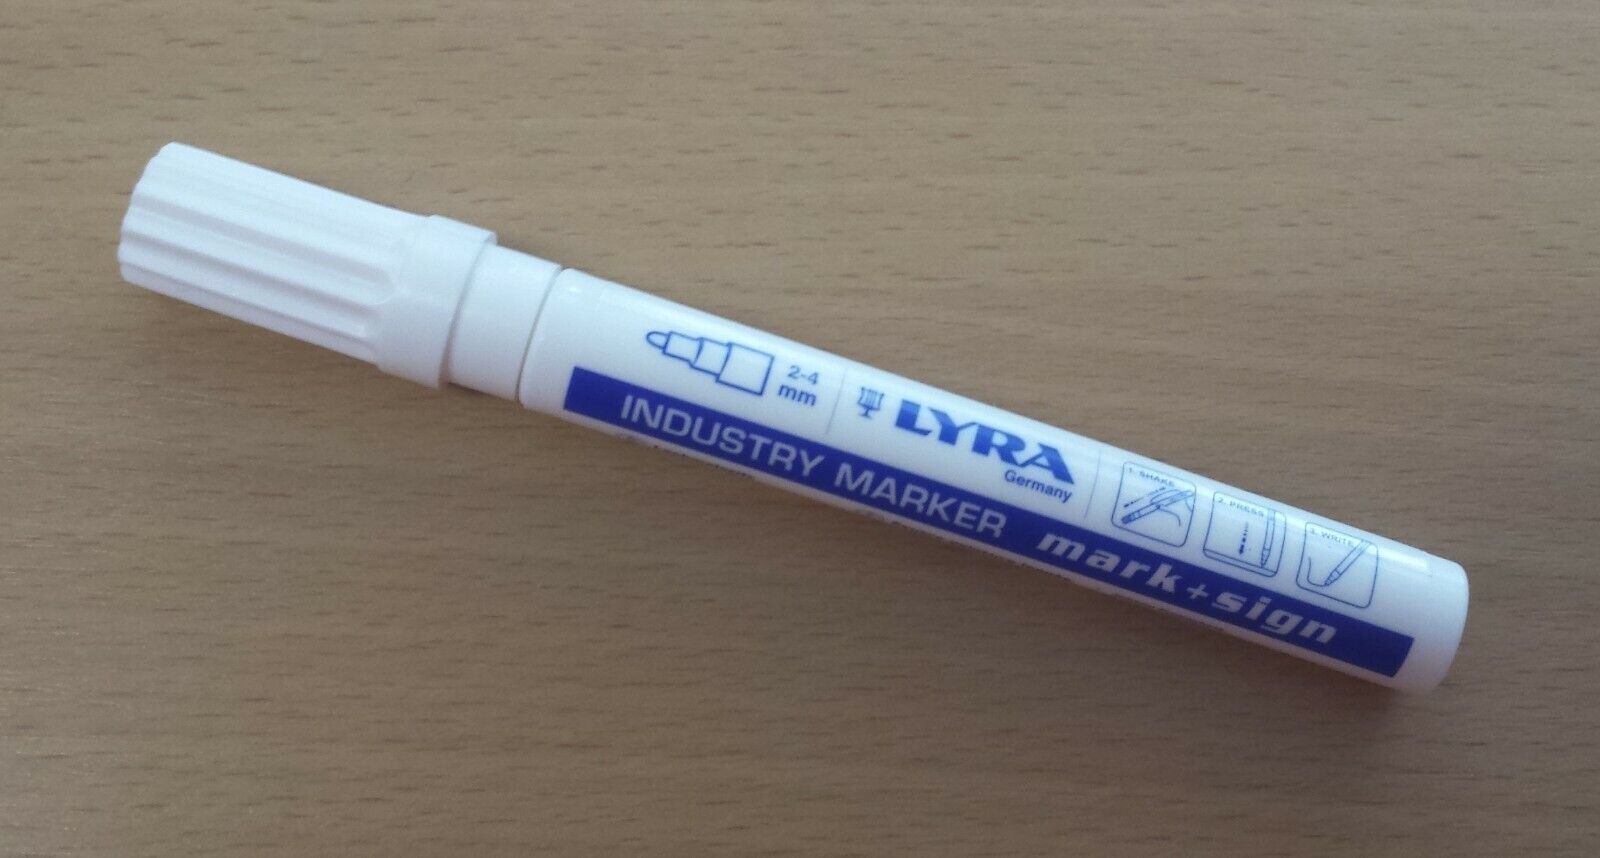 2-4
mm
LYRA
Germany
1. SHAKE
2. PRESS
3. WRITE
INDUSTRY MARKER mark+sign